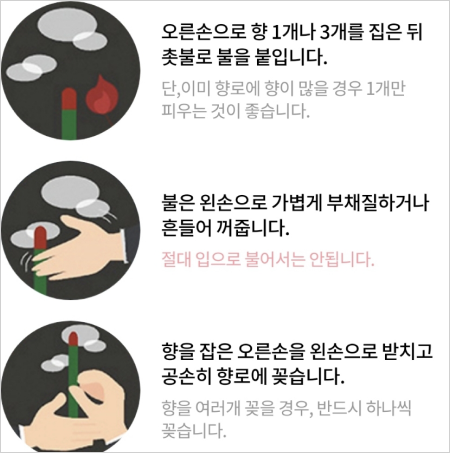 오른손으로 향 1개나 3개를 집은 뒤
촛불로 불을 붙입니다.
단,이미 향로에 향이 많을 경우 1개만
피우는 것이 좋습니다.
불은 왼손으로 가볍게 부채질하거나
흔들어 꺼줍니다.
절대 입으로 불어서는 안됩니다.
향을 잡은 오른손을 왼손으로 받치고
공손히 향로에 꽂습니다.
향을 여러개 꽂을 경우, 반드시 하나씩
꽂습니다.